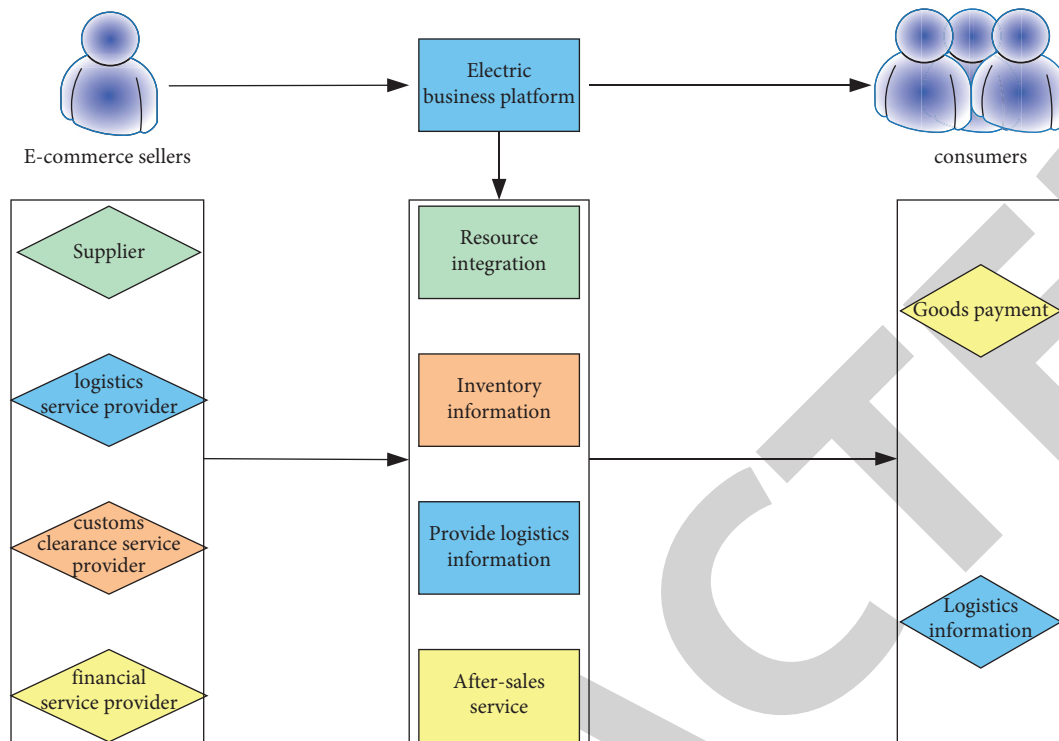 Electric
business platform
E-commerce sellers
consumers
Supplier
logistics
service provider
customs
clearance service
provider
financial
service provider
Resource
integration
Inventory
information
Provide logistics
information
After-sales
service
Goods payment
Logistics
information